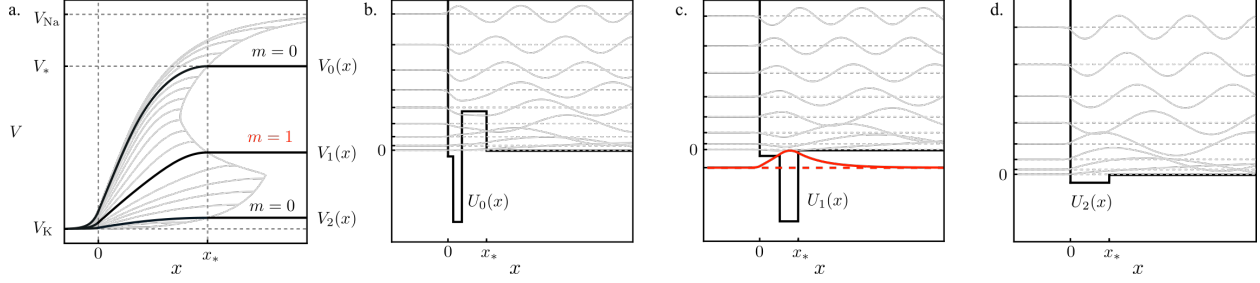 a.
V_Na
V_*
V
V_K
m = 0
m = 1
m = 0
V_0(x)
V_1(x)
V_2(x)
0
x_*
x
b.
0
U_0(x)
0
x_*
x
c.
0
U_1(x)
0
x_*
x
d.
0
U_2(x)
0
x_*
x